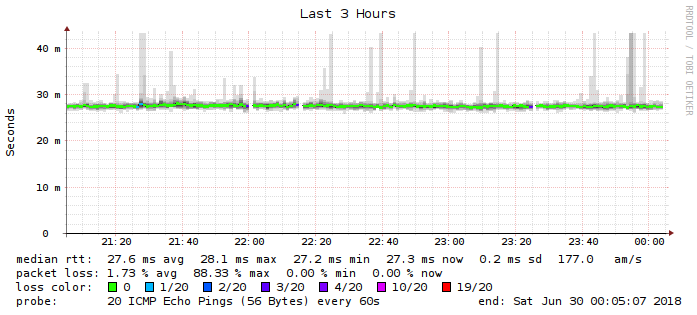 Last 3 Hours
RRDTOOL / TOBI OETIKER
Seconds
40 m
30 m
20 m
10 m
0
21:20 21:40 22:00 22:20 22:40 23:00 23:20 23:40 00:00
median rtt: 27.6 ms avg 28.1 ms max 27.2 ms min 27.3 ms now 0.2 ms sd 177.0 am/s
packet loss: 1.73 % avg 88.33 % max 0.00 % min 0.00 % now
loss color: 0 1/20 2/20 3/20 4/20 10/20 19/20
probe: 20 ICMP Echo Pings (56 Bytes) every 60s end: Sat Jun 30 00:05:07 2018